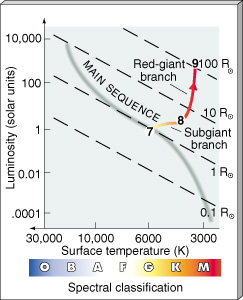 10,000
100
1
0.01
.0001
Luminosity (solar units)
MAIN SEQUENCE
Red-giant
branch
9
100 R⊙
10 R⊙
8
7
Subgiant
branch
1 R⊙
0.1 R⊙
30,000 10,000 6000 3000
Surface temperature (K)
O B A F G K M
Spectral classification